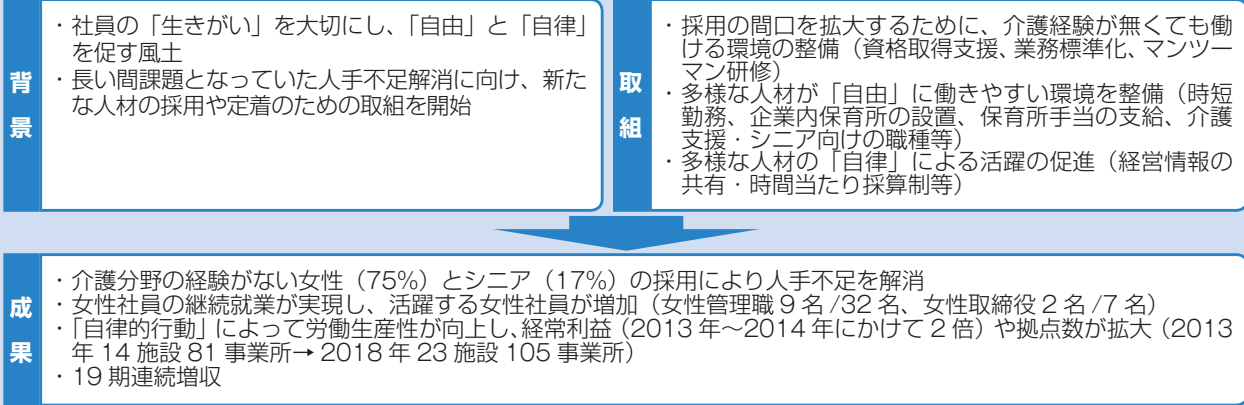 背景
・社員の「生きがい」を大切にし、「自由」と「自律」
を促す風土
・長い間課題となっていた人手不足解消に向け、新た
な人材の採用や定着のための取組を開始
取組
・採用の間口を拡大するために、介護経験が無くても働
ける環境の整備（資格取得支援、業務標準化、マンツー
マン研修）
・多様な人材が「自由」に働きやすい環境を整備（時短
勤務、企業内保育所の設置、保育所手当の支給、介護
支援・シニア向けの職種等）
・多様な人材の「自律」による活躍の促進（経営情報の
共有・時間当たり採算制等）
成果
・介護分野の経験がない女性（75%）とシニア（17%）の採用により人手不足を解消
・女性社員の継続就業が実現し、活躍する女性社員が増加（女性管理職 9 名 /32 名、女性取締役 2 名 /7 名）
・「自律的行動」によって労働生産性が向上し、経常利益（2013 年～2014 年にかけて 2 倍）や拠点数が拡大（2013
年 14 施設 81 事業所→ 2018 年 23 施設 105 事業所）
・19 期連続増収